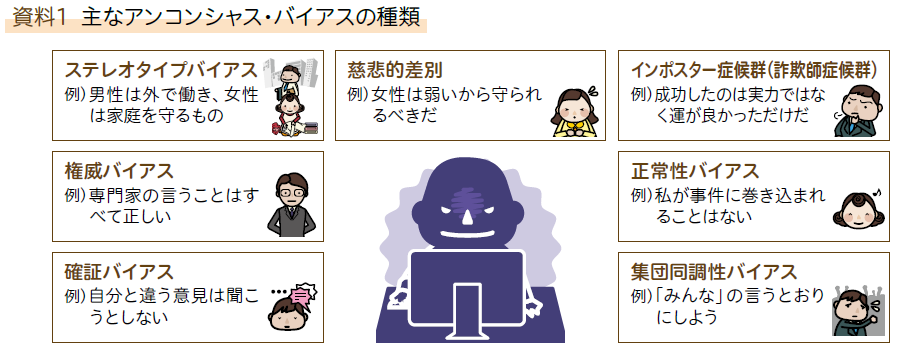 資料1 主なアンコンシャス・バイアスの種類
ステレオタイプバイアス
例)男性は外で働き、女性
は家庭を守るもの
慈悲的差別
例)女性は弱いから守られ
るべきだ
インポスター症候群(詐欺師症候群)
例)成功したのは実力ではな
く運が良かっただけだ
権威バイアス
例)専門家の言うことはす
べて正しい
正常性バイアス
例)私が事件に巻き込まれ
ることはない
確証バイアス
例)自分と違う意見は聞こ
うとしない
集団同調性バイアス
例)「みんな」の言うとおり
にしよう